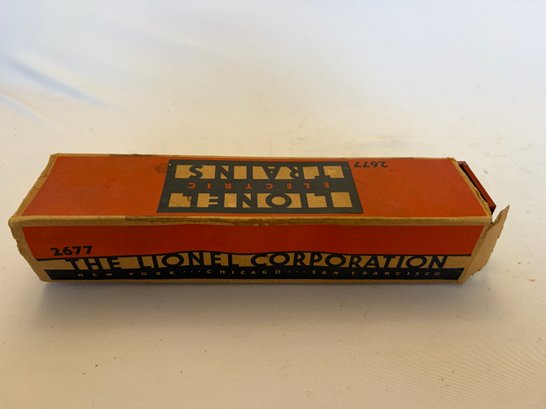 LIONEL
ELECTRIC
TRAINS
2677
2677
THE LIONEL CORPORATION
NEW YORK ··· CHICAGO ··· SAN FRANCISCO